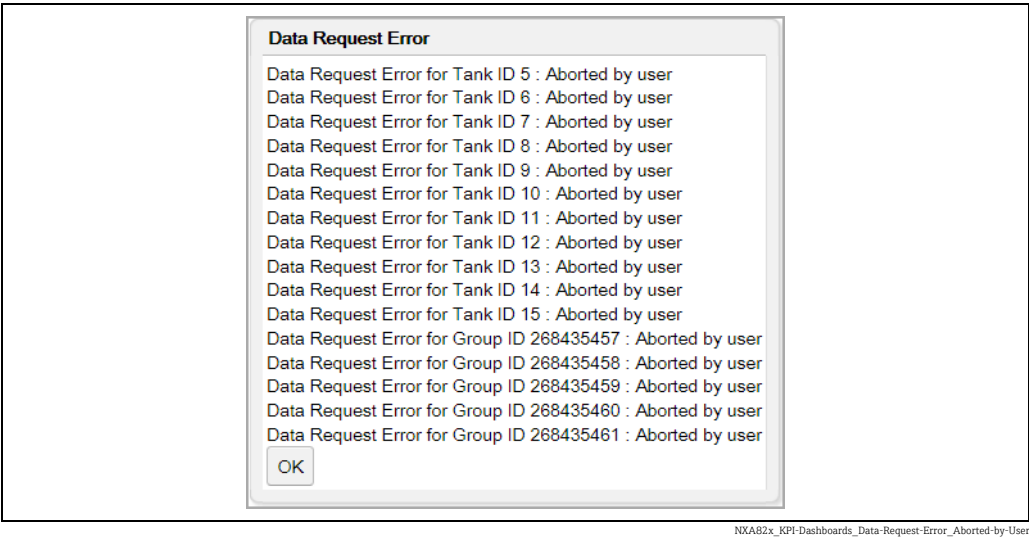 Data Request Error
Data Request Error for Tank ID 5 : Aborted by user
Data Request Error for Tank ID 6 : Aborted by user
Data Request Error for Tank ID 7 : Aborted by user
Data Request Error for Tank ID 8 : Aborted by user
Data Request Error for Tank ID 9 : Aborted by user
Data Request Error for Tank ID 10 : Aborted by user
Data Request Error for Tank ID 11 : Aborted by user
Data Request Error for Tank ID 12 : Aborted by user
Data Request Error for Tank ID 13 : Aborted by user
Data Request Error for Tank ID 14 : Aborted by user
Data Request Error for Tank ID 15 : Aborted by user
Data Request Error for Group ID 268435457 : Aborted by user
Data Request Error for Group ID 268435458 : Aborted by user
Data Request Error for Group ID 268435459 : Aborted by user
Data Request Error for Group ID 268435460 : Aborted by user
Data Request Error for Group ID 268435461 : Aborted by user
OK
NXA82x_KPI-Dashboards_Data-Request-Error_Aborted-by-User